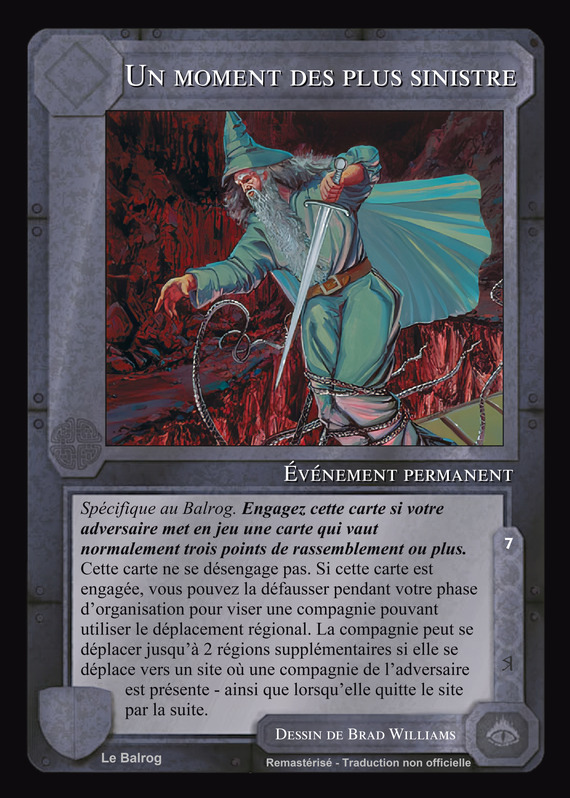 Un moment des plus sinistre
Événement permanent
Spécifique au Balrog. Engagez cette carte si votre
adversaire met en jeu une carte qui vaut
normalement trois points de rassemblement ou plus.
Cette carte ne se désengage pas. Si cette carte est
engagée, vous pouvez la défausser pendant votre phase
d’organisation pour viser une compagnie pouvant
utiliser le déplacement régional. La compagnie peut se
déplacer jusqu’à 2 régions supplémentaires si elle se
déplace vers un site où une compagnie de l’adversaire
est présente - ainsi que lorsqu’elle quitte le site
par la suite.
7
Dessin de Brad Williams
Le Balrog
Remastérisé - Traduction non officielle